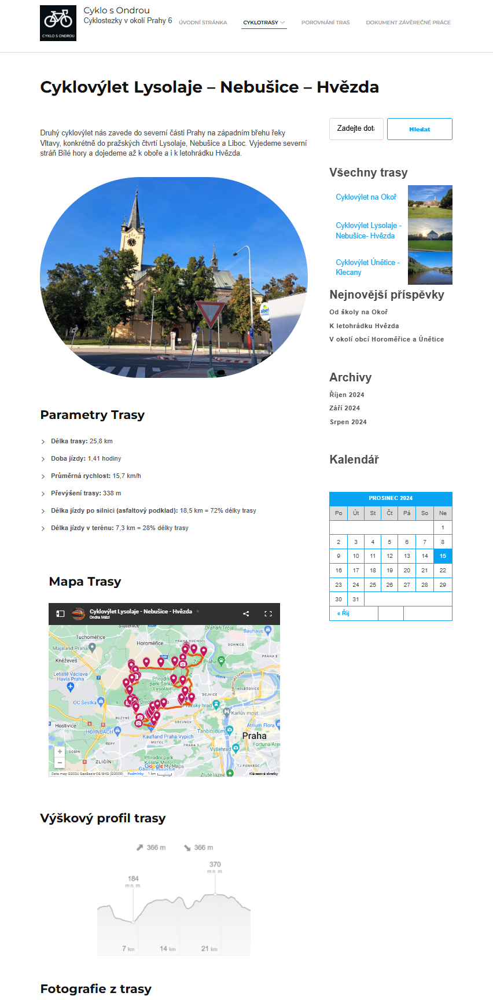 CYKLO S ONDROU
Cyklo s Ondrou
Cyklostezky v okolí Prahy 6
ÚVODNÍ STRÁNKA
CYKLOTRASY
POROVNÁNÍ TRAS
DOKUMENT ZÁVĚREČNÉ PRÁCE
Cyklovýlet Lysolaje – Nebušice – Hvězda
Druhý cyklovýlet nás zavede do severní části Prahy na západním břehu řeky
Vltavy, konkrétně do pražských čtvrtí Lysolaje, Nebušice a Liboc. Vyjedeme severní
stráň Bílé hory a dojedeme až k oboře a i k letohrádku Hvězda.
Parametry Trasy
Délka trasy: 25,8 km
Doba jízdy: 1,41 hodiny
Průměrná rychlost: 15,7 km/h
Převýšení trasy: 338 m
Délka jízdy po silnici (asfaltový podklad): 18,5 km = 72% délky trasy
Délka jízdy v terénu: 7,3 km = 28% délky trasy
Mapa Trasy
Cyklovýlet Lysolaje - Nebušice - Hvězda
Ondra Mázl
Statenice
Drahaň Troja
Bauhaus
Tuchoměřice
Horoměřice
PRAHA-SUCHDOL
BOHNICE
Majaland Praha
240
PRAHA 8
Kněževes
Zoo Praha
Letiště Václava
Havla Praha
7
Přírodní
park Šárka
- Lysolaje
Vltava
HOLEŠOVICE
DEJVICE
OC Šestka
Divoká
Pražský hrad
Karlův most
RUZYNĚ
BŘEVNOV
Hostivice
6
5
HORNBACH
Tančící dům
Atrium Flora
Kaufland Praha Vypich
Praha
ŘEPY
MOTOL
PRAHA 5
Fortuna Aren
Vyšehrad
ZLIČÍN
Přírodní park
Košíře Motol
TJ PANKRÁC
Galerie Butovice
Google My Maps
Žluté lázně
Data map ©2024 GeoBasis-DE/BKG (©2009)
Podmínky
1 km
Klávesové zkratky
Výškový profil trasy
366 m
366 m
370
m n. m.
184
m n. m.
7 km
14 km
21 km
Fotografie z trasy
Zadejte dota
Hledat
Všechny trasy
Cyklovýlet na Okoř
Cyklovýlet Lysolaje -
Nebušice- Hvězda
Cyklovýlet Únětice -
Klecany
Nejnovější příspěvky
Od školy na Okoř
K letohrádku Hvězda
V okolí obcí Horoměřice a Únětice
Archivy
Říjen 2024
Září 2024
Srpen 2024
Kalendář
PROSINEC 2024
Po Út St Čt Pá So Ne
1
2 3 4 5 6 7 8
9 10 11 12 13 14 15
16 17 18 19 20 21 22
23 24 25 26 27 28 29
30 31
« Říj